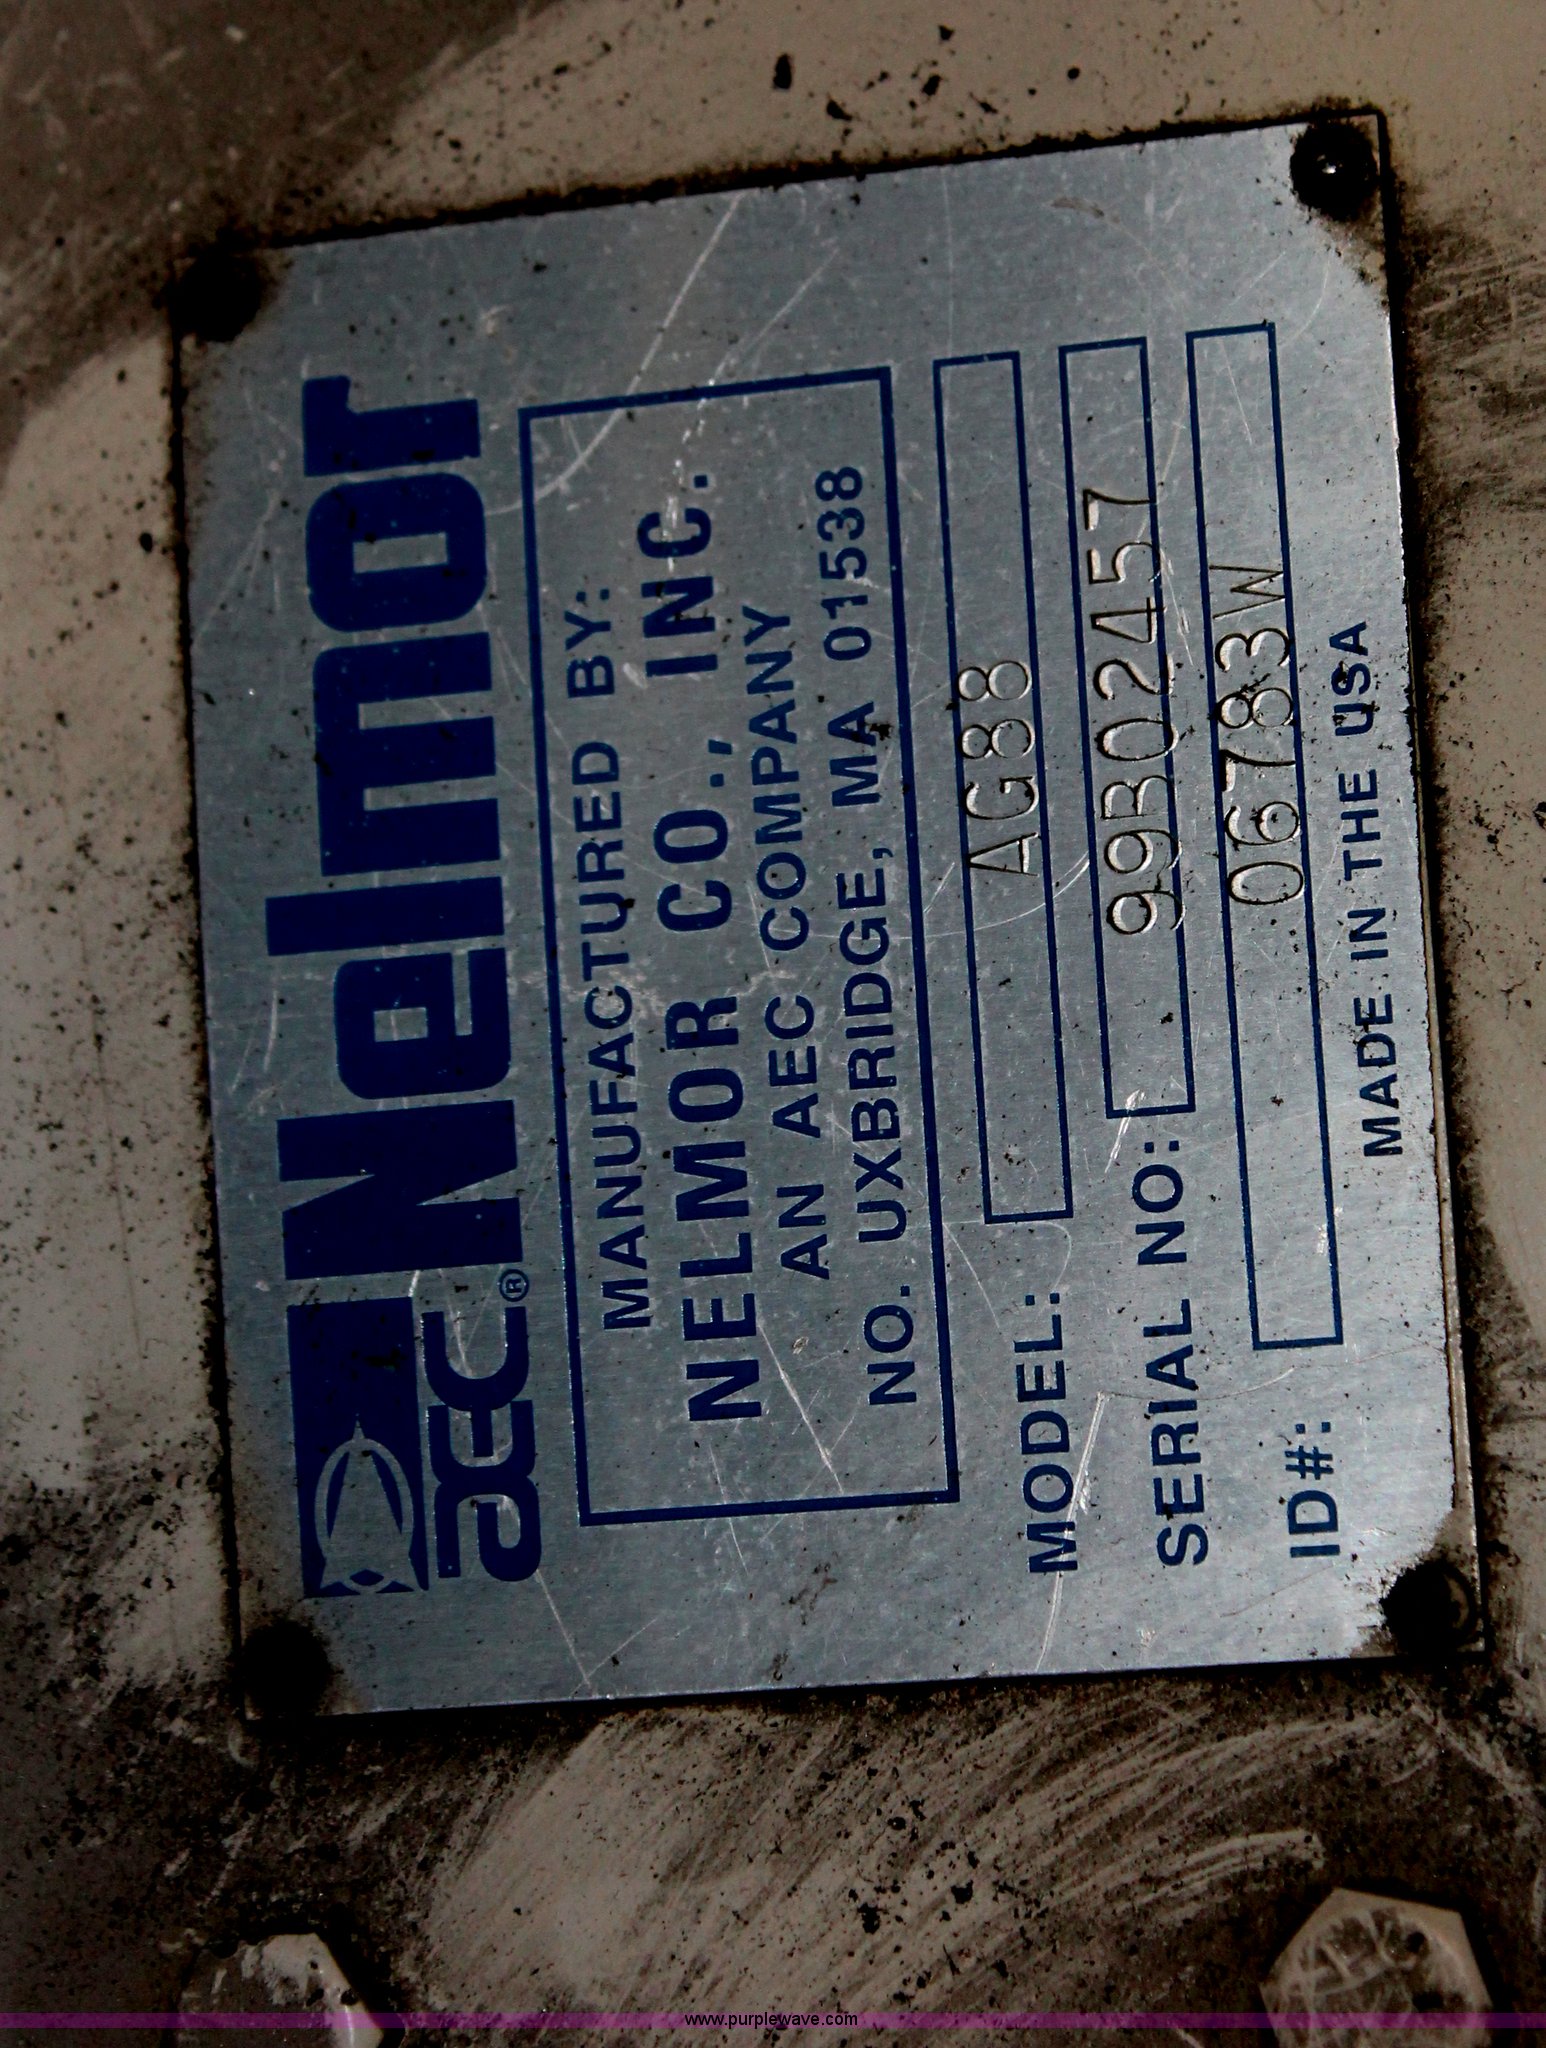 AEC® Nelmor
MANUFACTURED BY:
NELMOR CO., INC.
AN AEC COMPANY
NO. UXBRIDGE, MA 01538
MODEL: AG88
SERIAL NO: 99B02457
ID#: 06783W
MADE IN THE USA
www.purplewave.com